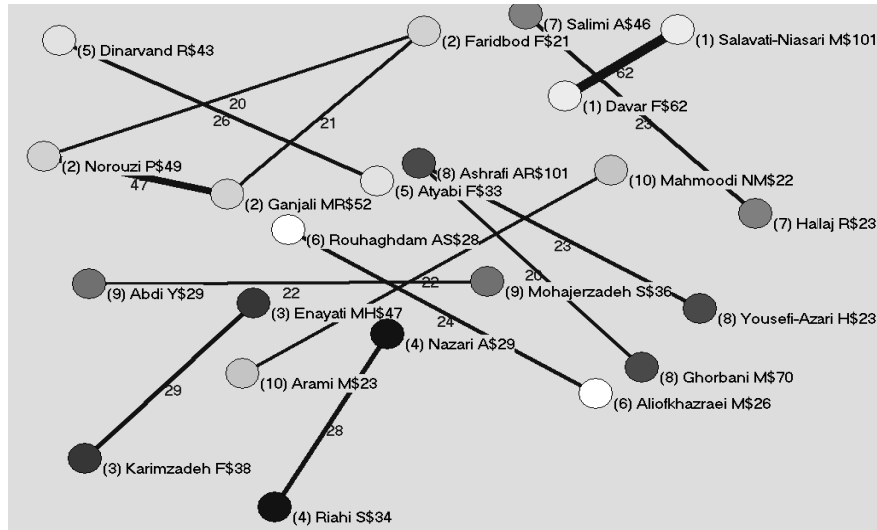 (7) Salimi A$46
(5) Dinarvand R$43
(2) Faridbod F$21
(1) Salavati-Niasari M$101
62
20
(1) Davar F$62
26
21
23
(2) Norouzi P$49
(8) Ashrafi AR$101
(10) Mahmoodi NM$22
47
(5) Atyabi F$33
(2) Ganjali MR$52
(7) Hallaj R$23
(6) Rouhaghdam AS$28
23
20
22
(9) Abdi Y$29
22
(9) Mohajerzadeh S$36
(3) Enayati MH$47
(8) Yousefi-Azari H$23
24
(4) Nazari A$29
(8) Ghorbani M$70
(10) Arami M$23
29
(6) Aliofkhazraei M$26
28
(3) Karimzadeh F$38
(4) Riahi S$34